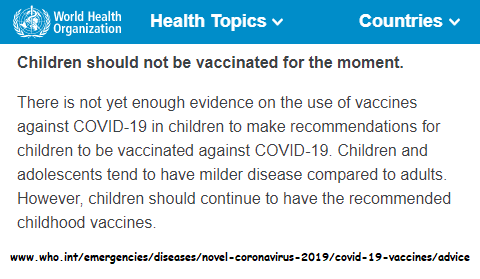 World Health
Organization
Health Topics
Countries
Children should not be vaccinated for the moment.
There is not yet enough evidence on the use of vaccines
against COVID-19 in children to make recommendations for
children to be vaccinated against COVID-19. Children and
adolescents tend to have milder disease compared to adults.
However, children should continue to have the recommended
childhood vaccines.
www.who.int/emergencies/diseases/novel-coronavirus-2019/covid-19-vaccines/advice